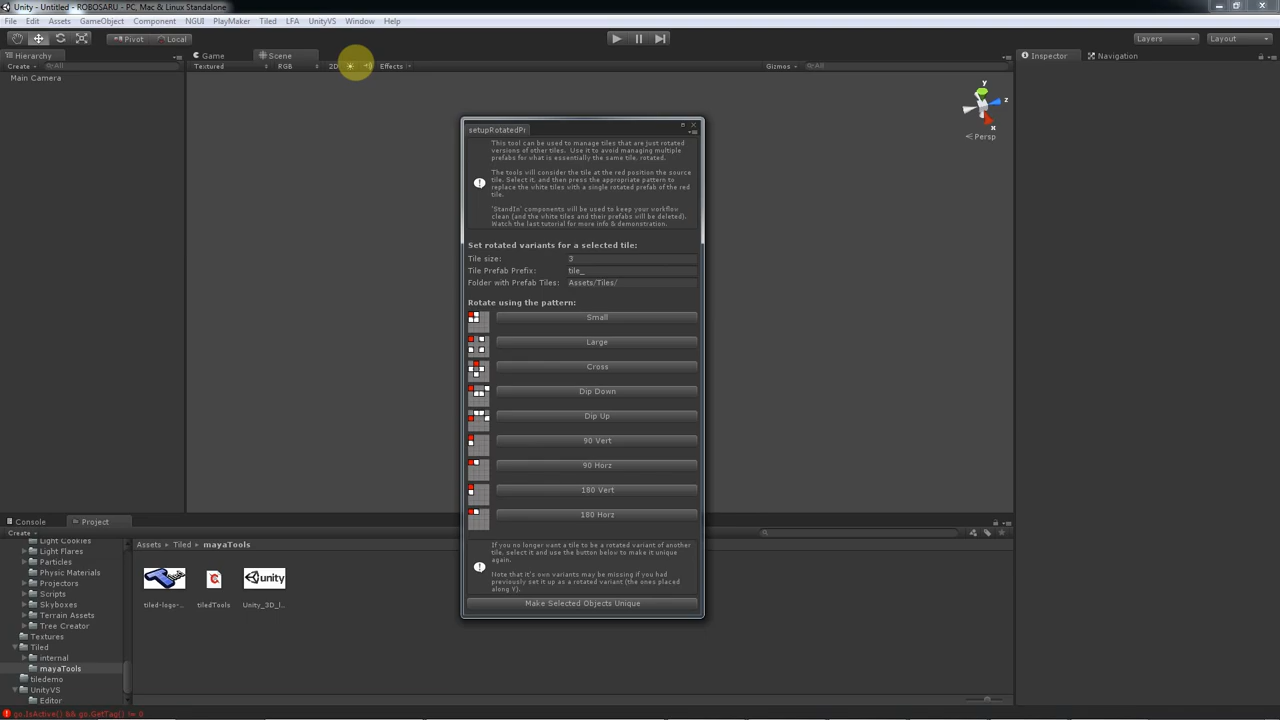 Unity - Untitled - ROBOSARU - PC, Mac & Linux Standalone
File Edit Assets GameObject Component NGUI PlayMaker Tiled LFA UnityVS Window Help
Pivot Local Layers Layout
Hierarchy Game Scene Inspector Navigation
Create All Textured RGB 2D Effects Gizmos All
Main Camera
y
z
x
Persp
setupRotatedPr
This tool can be used to manage tiles that are just rotated
versions of other tiles. Use it to avoid managing multiple
prefabs for what is essentially the same tile, rotated.
The tools will consider the tile at the red position the source
tile. Select it, and then press the appropriate pattern to
replace the white tiles with a single rotated prefab of the red
tile.
'StandIn' components will be used to keep your workflow
clean (and the white tiles and their prefabs will be deleted).
Watch the last tutorial for more info & demonstration.
Set rotated variants for a selected tile:
Tile size: 3
Tile Prefab Prefix: tile_
Folder with Prefab Tiles: Assets/Tiles/
Rotate using the pattern:
Small
Large
Cross
Dip Down
Dip Up
90 Vert
90 Horz
180 Vert
180 Horz
If you no longer want a tile to be a rotated variant of another
tile, select it and use the button below to make it unique
again.
Note that it's own variants may be missing if you had
previously set it up as a rotated variant (the ones placed
along Y).
Make Selected Objects Unique
Console Project
Create
Assets Tiled mayaTools
Light Cookies
Light Flares
Particles
Physic Materials
Projectors
Scripts
Skyboxes
Terrain Assets
Tree Creator
Textures
Tiled
internal
mayaTools
tiledemo
UnityVS
Editor
unity
tiled-logo-... tiledTools Unity_3D_l...
go.IsActive() && go.GetTag() != 0